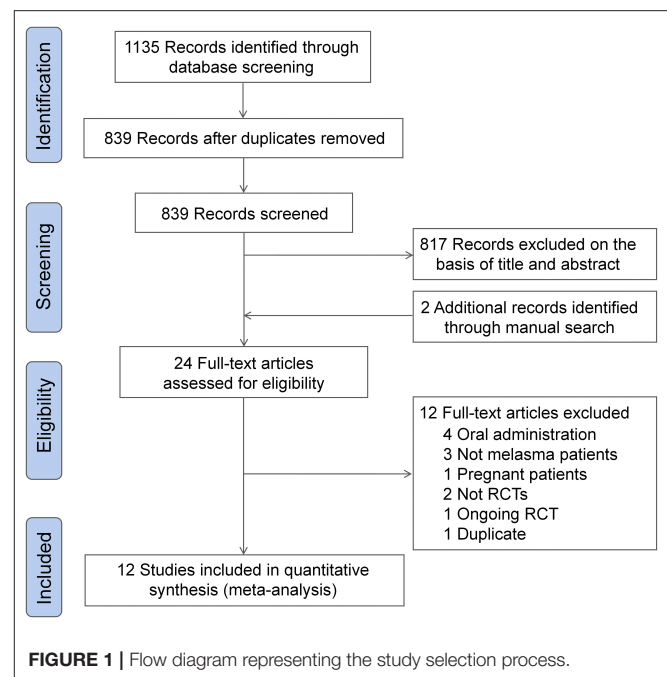 Identification
1135 Records identified through
database screening
839 Records after duplicates removed
Screening
839 Records screened
817 Records excluded on the
basis of title and abstract
2 Additional records identified
through manual search
Eligibility
24 Full-text articles
assessed for eligibility
12 Full-text articles excluded
4 Oral administration
3 Not melasma patients
1 Pregnant patients
2 Not RCTs
1 Ongoing RCT
1 Duplicate
Included
12 Studies included in quantitative
synthesis (meta-analysis)
FIGURE 1 | Flow diagram representing the study selection process.